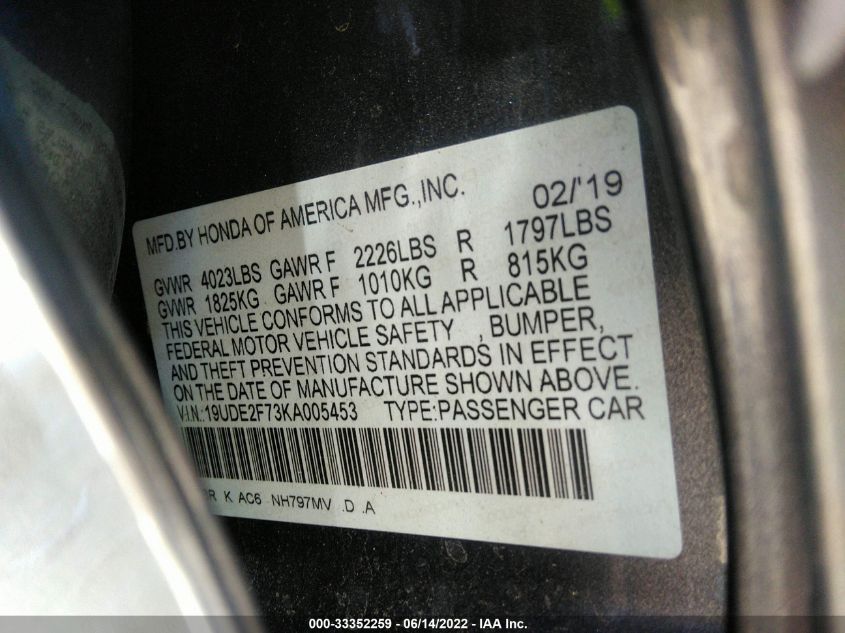 MFD.BY HONDA OF AMERICA MFG.,INC. 02/'19
GVWR 4023LBS GAWR F 2226LBS R 1797LBS
GVWR 1825KG GAWR F 1010KG R 815KG
THIS VEHICLE CONFORMS TO ALL APPLICABLE
FEDERAL MOTOR VEHICLE SAFETY ,BUMPER,
AND THEFT PREVENTION STANDARDS IN EFFECT
ON THE DATE OF MANUFACTURE SHOWN ABOVE.
V.I.N.:19UDE2F73KA005453 TYPE:PASSENGER CAR
K AC6 NH797MV .D .A
000-33352259 - 06/14/2022 - IAA Inc.